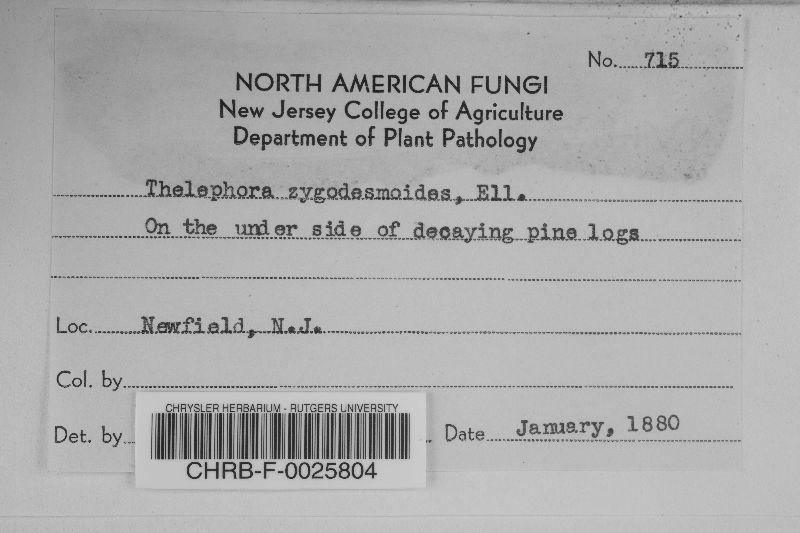 No. 715
NORTH AMERICAN FUNGI
New Jersey College of Agriculture
Department of Plant Pathology
Thelephora zygodesmoides, Ell.
On the under side of decaying pine logs
Loc. Newfield, N.J.
Col. by
Det. by
Date January, 1880
CHRYSLER HERBARIUM - RUTGERS UNIVERSITY
CHRB-F-0025804